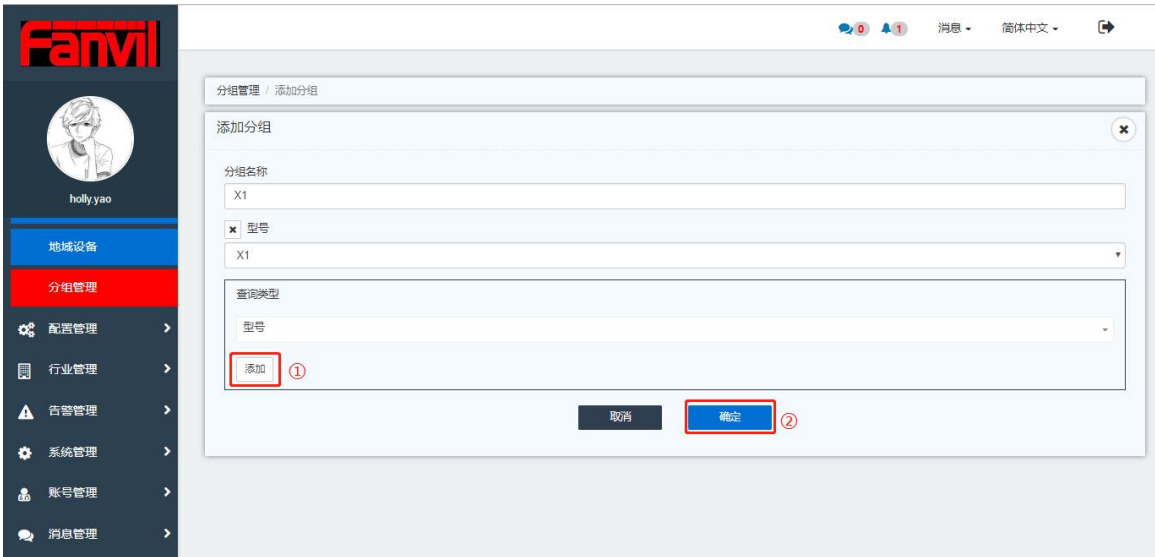 Fanvil
0 1 消息 简体中文
holly.yao
地域设备
分组管理
配置管理
行业管理
告警管理
系统管理
账号管理
消息管理
分组管理 / 添加分组
添加分组
分组名称
X1
型号
X1
查询类型
型号
添加 ①
取消 确定 ②